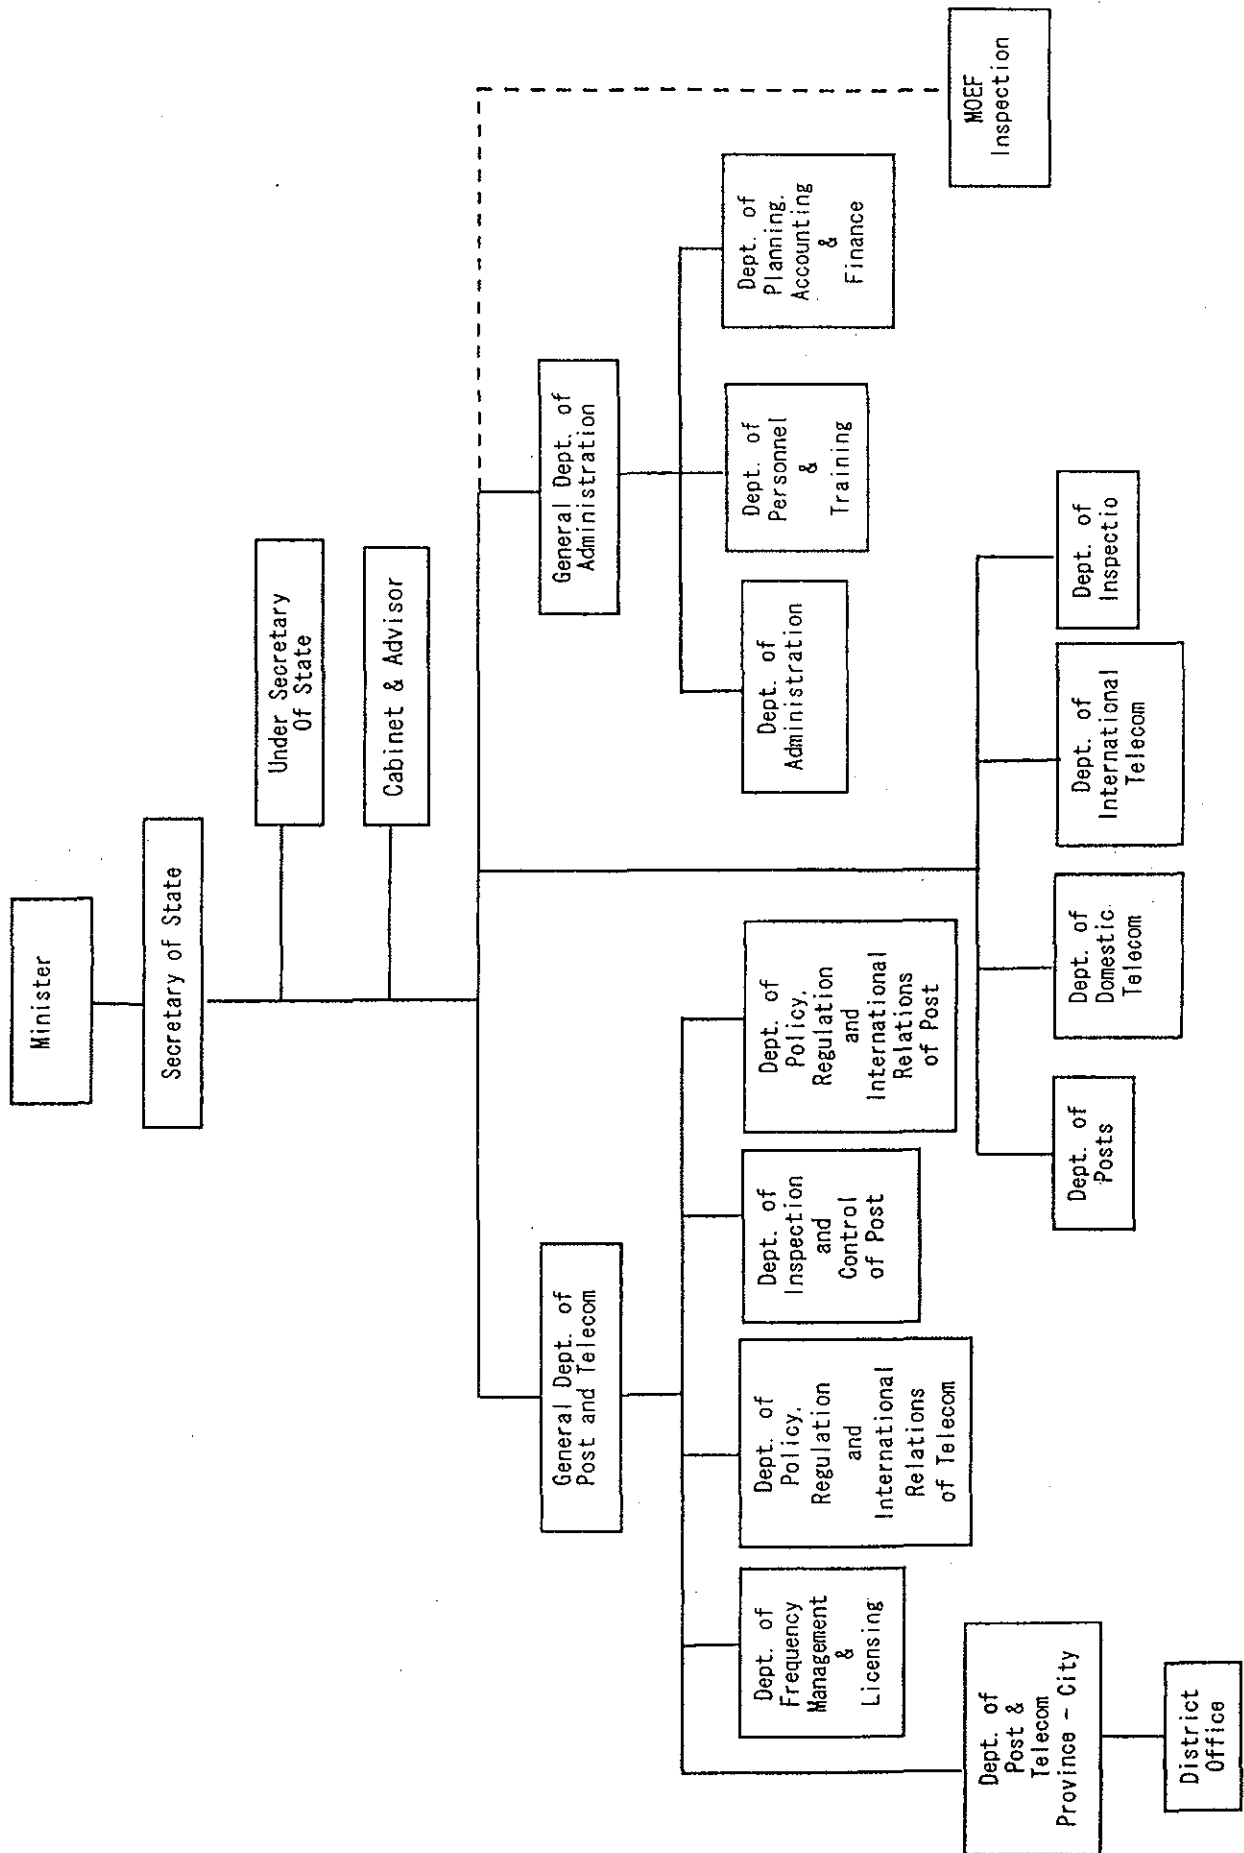 Minister
Secretary of State
Under Secretary
Of State
Cabinet & Advisor
General Dept. of
Post and Telecom
General Dept. of
Administration
Dept. of
Frequency
Management
&
Licensing
Dept. of
Policy.
Regulation
and
International
Relations
of Telecom
Dept. of
Inspection
and
Control
of Post
Dept. of
Policy.
Regulation
and
International
Relations
of Post
Dept. of
Administration
Dept. of
Personnel
&
Training
Dept. of
Planning.
Accounting
&
Finance
MOEF
Inspection
Dept. of
Post &
Telecom
Province - City
District
Office
Dept. of
Posts
Dept. of
Domestic
Telecom
Dept. of
International
Telecom
Dept. of
Inspectio